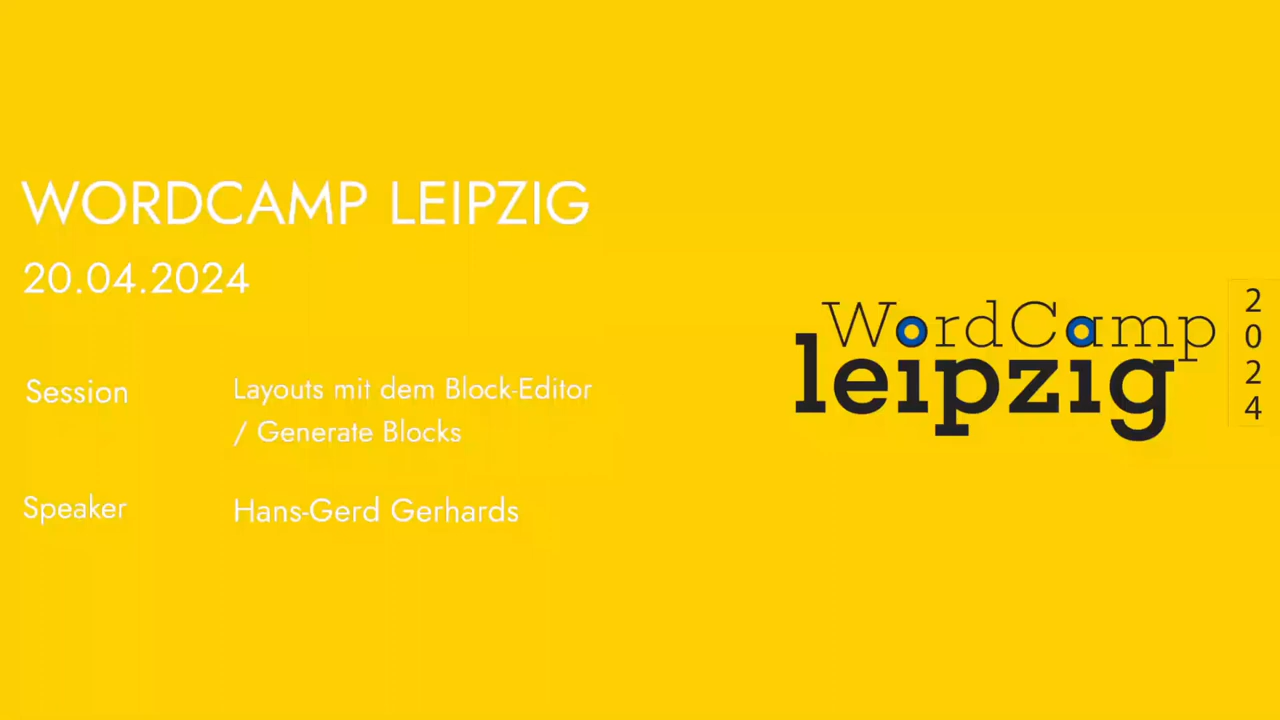 WORDCAMP LEIPZIG
20.04.2024
Session
Layouts mit dem Block-Editor
/ Generate Blocks
Speaker
Hans-Gerd Gerhards
WordCamp
leipzig
2
0
2
4